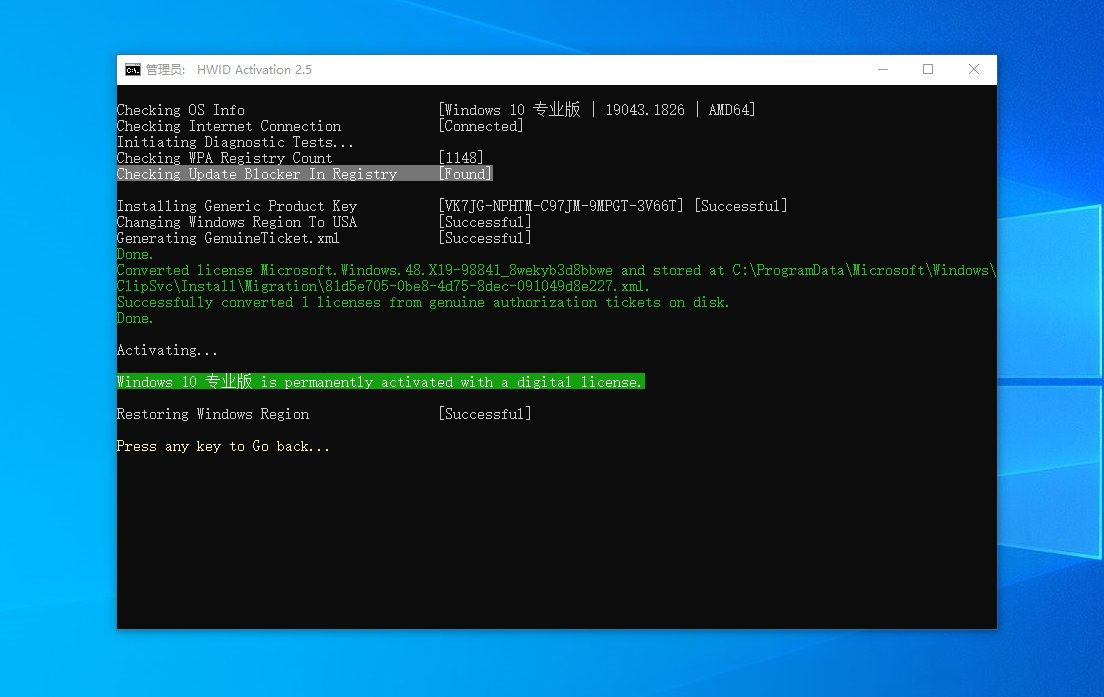 管理员: HWID Activation 2.5
Checking OS Info [Windows 10 专业版 | 19043.1826 | AMD64]
Checking Internet Connection [Connected]
Initiating Diagnostic Tests...
Checking WPA Registry Count [1148]
Checking Update Blocker In Registry [Found]
Installing Generic Product Key [VK7JG-NPHTM-C97JM-9MPGT-3V66T] [Successful]
Changing Windows Region To USA [Successful]
Generating GenuineTicket.xml [Successful]
Done.
Converted license Microsoft.Windows.48.X19-98841_8wekyb3d8bbwe and stored at C:\ProgramData\Microsoft\Windows\
ClipSvc\Install\Migration\81d5e705-0be8-4d75-8dec-091049d8e227.xml.
Successfully converted 1 licenses from genuine authorization tickets on disk.
Done.
Activating...
Windows 10 专业版 is permanently activated with a digital license.
Restoring Windows Region [Successful]
Press any key to Go back...